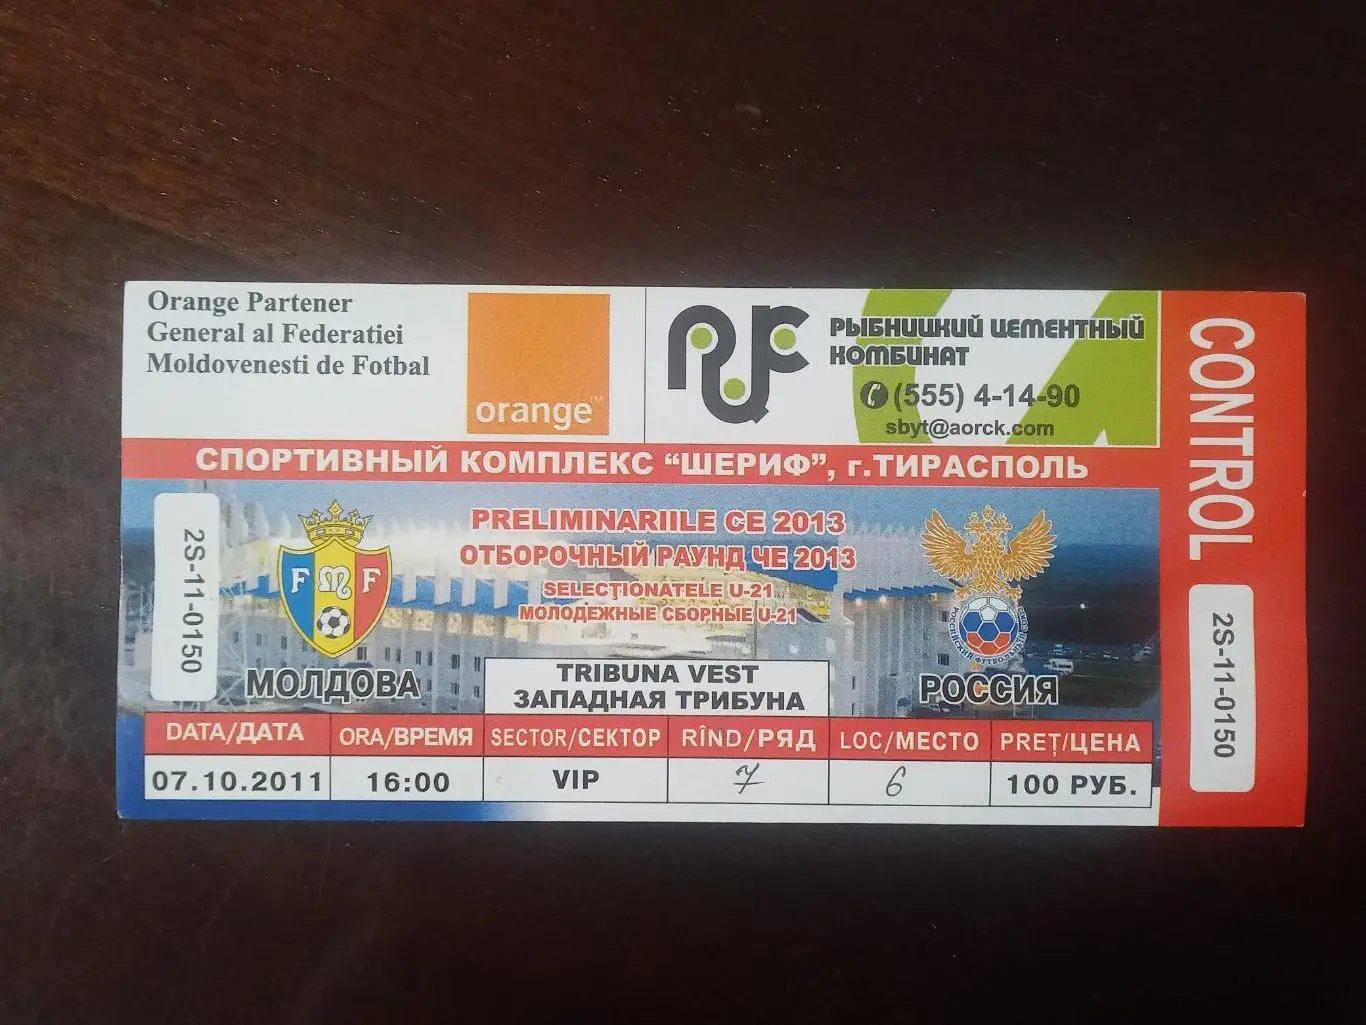 Orange Partener
General al Federatiei
Moldovenesti de Fotbal
orange™
РЫБНИЦКИЙ ЦЕМЕНТНЫЙ
КОМБИНАТ
(555) 4-14-90
sbyt@aorck.com
СПОРТИВНЫЙ КОМПЛЕКС “ШЕРИФ”, г.ТИРАСПОЛЬ
PRELIMINARIILE CE 2013
ОТБОРОЧНЫЙ РАУНД ЧЕ 2013
SELECȚIONATELE U-21
МОЛОДЕЖНЫЕ СБОРНЫЕ U-21
2S-11-0150
F M F
МОЛДОВА
TRIBUNA VEST
ЗАПАДНАЯ ТРИБУНА
РОССИЯ
DATA/ДАТА ORA/ВРЕМЯ SECTOR/СЕКТОР RÎND/РЯД LOC/МЕСТО PREȚ/ЦЕНА
07.10.2011 16:00 VIP 7 6 100 РУБ.
CONTROL
2S-11-0150